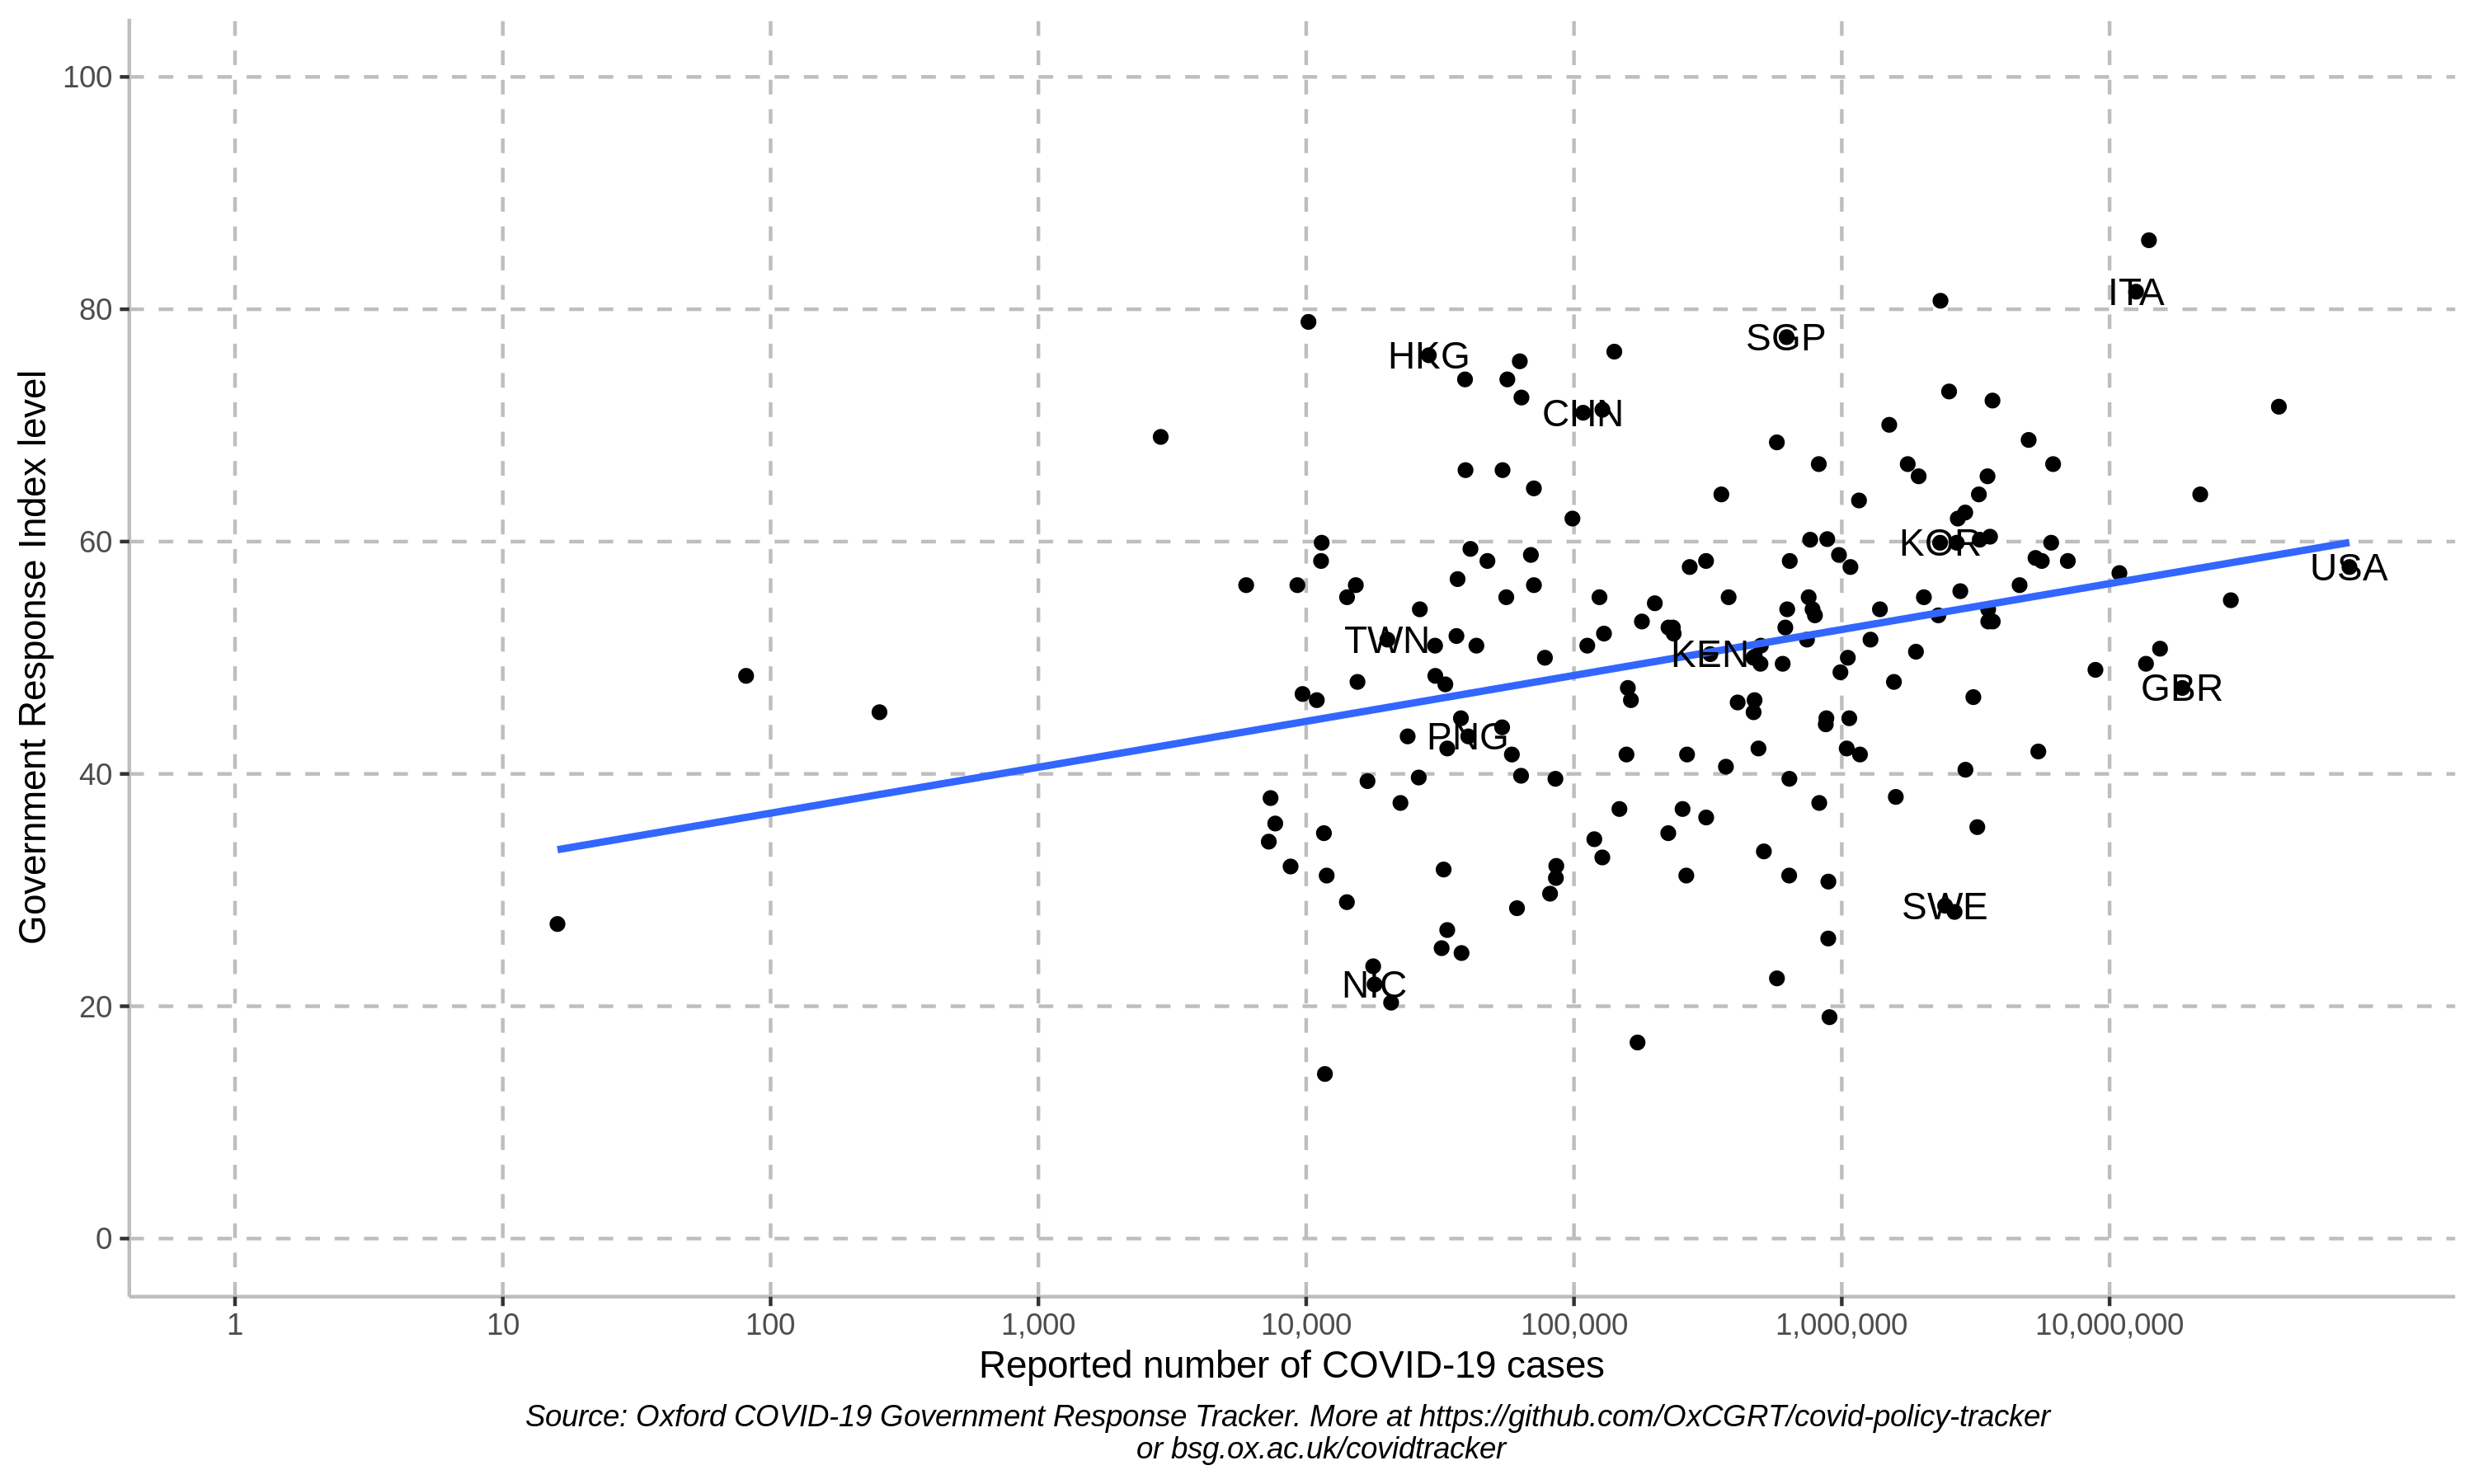 Government Response Index level
100
80
60
40
20
0
ITA
SGP
HKG
CHN
KOR
USA
TWN
KEN
GBR
PNG
SWE
NIC
1
10
100
1,000
10,000
100,000
1,000,000
10,000,000
Reported number of COVID-19 cases
Source: Oxford COVID-19 Government Response Tracker. More at https://github.com/OxCGRT/covid-policy-tracker
or bsg.ox.ac.uk/covidtracker